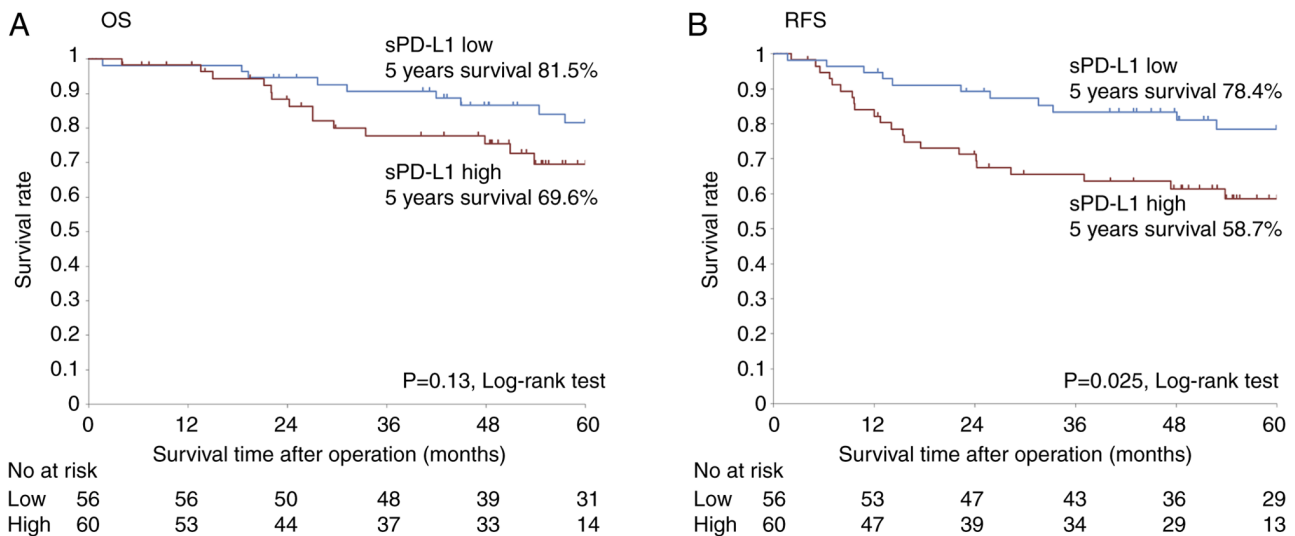 A
OS
sPD-L1 low
5 years survival 81.5%
sPD-L1 high
5 years survival 69.6%
P=0.13, Log-rank test
Survival rate
1
0.9
0.8
0.7
0.6
0.5
0.4
0.3
0.2
0.1
0
0 12 24 36 48 60
Survival time after operation (months)
No at risk
Low 56 56 50 48 39 31
High 60 53 44 37 33 14
B
RFS
sPD-L1 low
5 years survival 78.4%
sPD-L1 high
5 years survival 58.7%
P=0.025, Log-rank test
Survival rate
1
0.9
0.8
0.7
0.6
0.5
0.4
0.3
0.2
0.1
0
0 12 24 36 48 60
Survival time after operation (months)
No at risk
Low 56 53 47 43 36 29
High 60 47 39 34 29 13